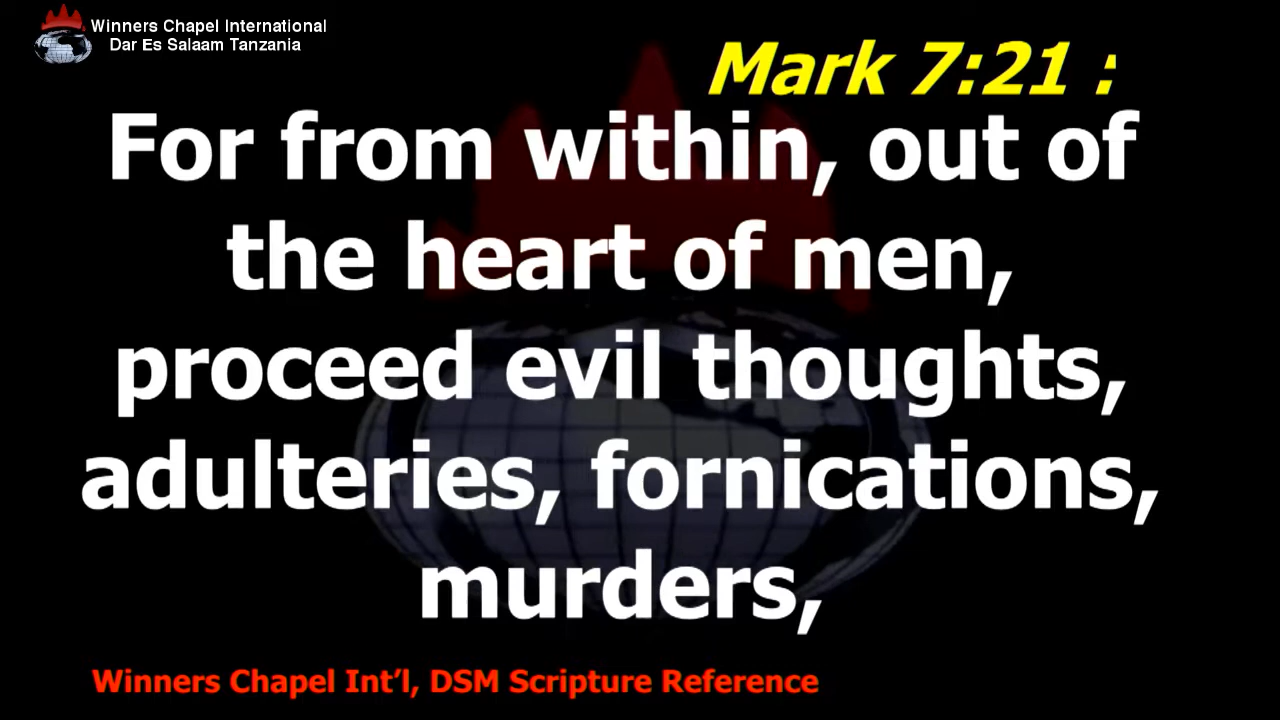 Winners Chapel International
Dar Es Salaam Tanzania
Mark 7:21 :
For from within, out of
the heart of men,
proceed evil thoughts,
adulteries, fornications,
murders,
Winners Chapel Int’l, DSM Scripture Reference